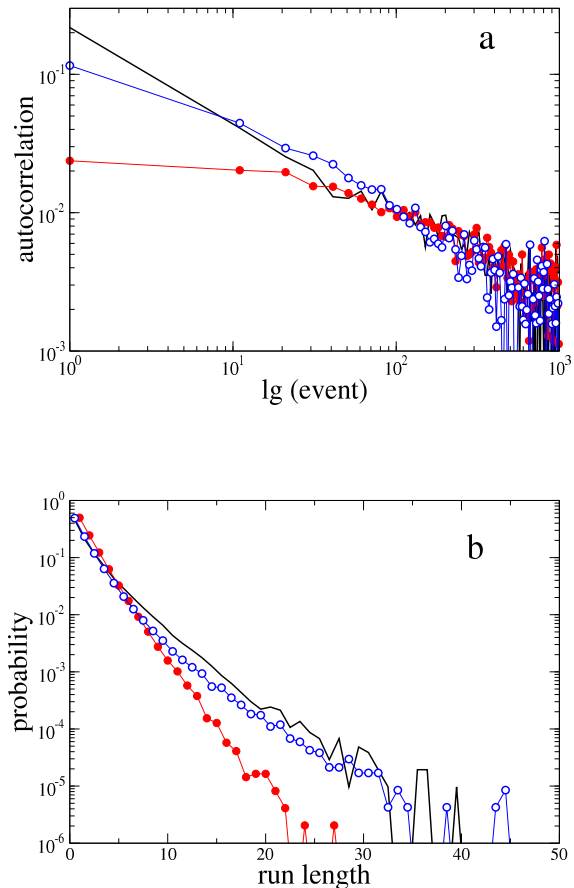 a
10^-1
10^-2
10^-3
autocorrelation
10^0 10^1 10^2 10^3
lg (event)
b
10^0
10^-1
10^-2
10^-3
10^-4
10^-5
10^-6
probability
0 10 20 30 40 50
run length